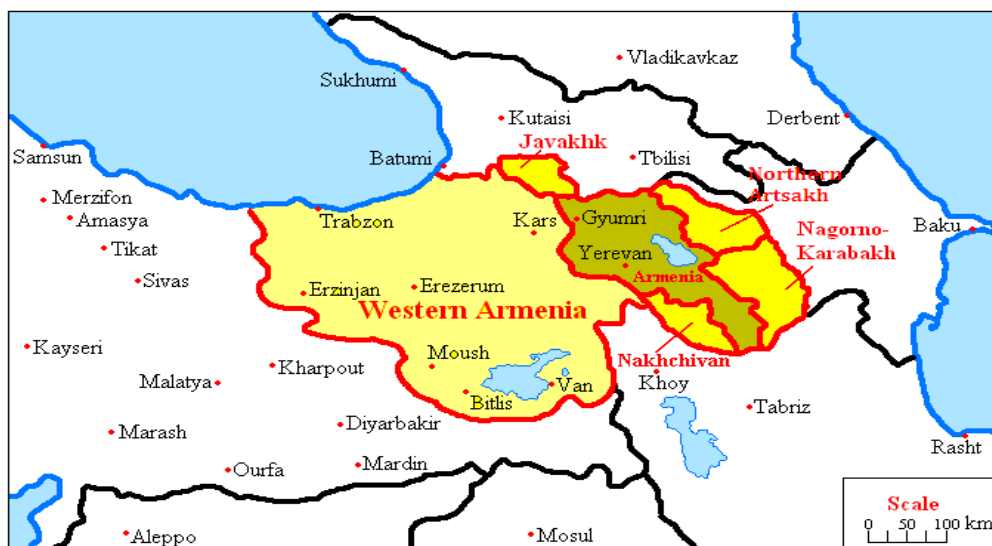 Vladikavkaz
Sukhumi
Derbent
Kutaisi
Javakhk
Samsun
Batumi
Tbilisi
Northern
Artsakh
Merzifon
Amasya
Trabzon
Kars
Gyumri
Nagorno-
Karabakh
Baku
Tikat
Yerevan
Armenia
Sivas
Erzinjan
Erezerum
Western Armenia
Kayseri
Moush
Nakhchivan
Kharpout
Malatya
Van
Khoy
Bitlis
Tabriz
Marash
Diyarbakir
Rasht
Ourfa
Mardin
Scale
0 50 100 km
Aleppo
Mosul